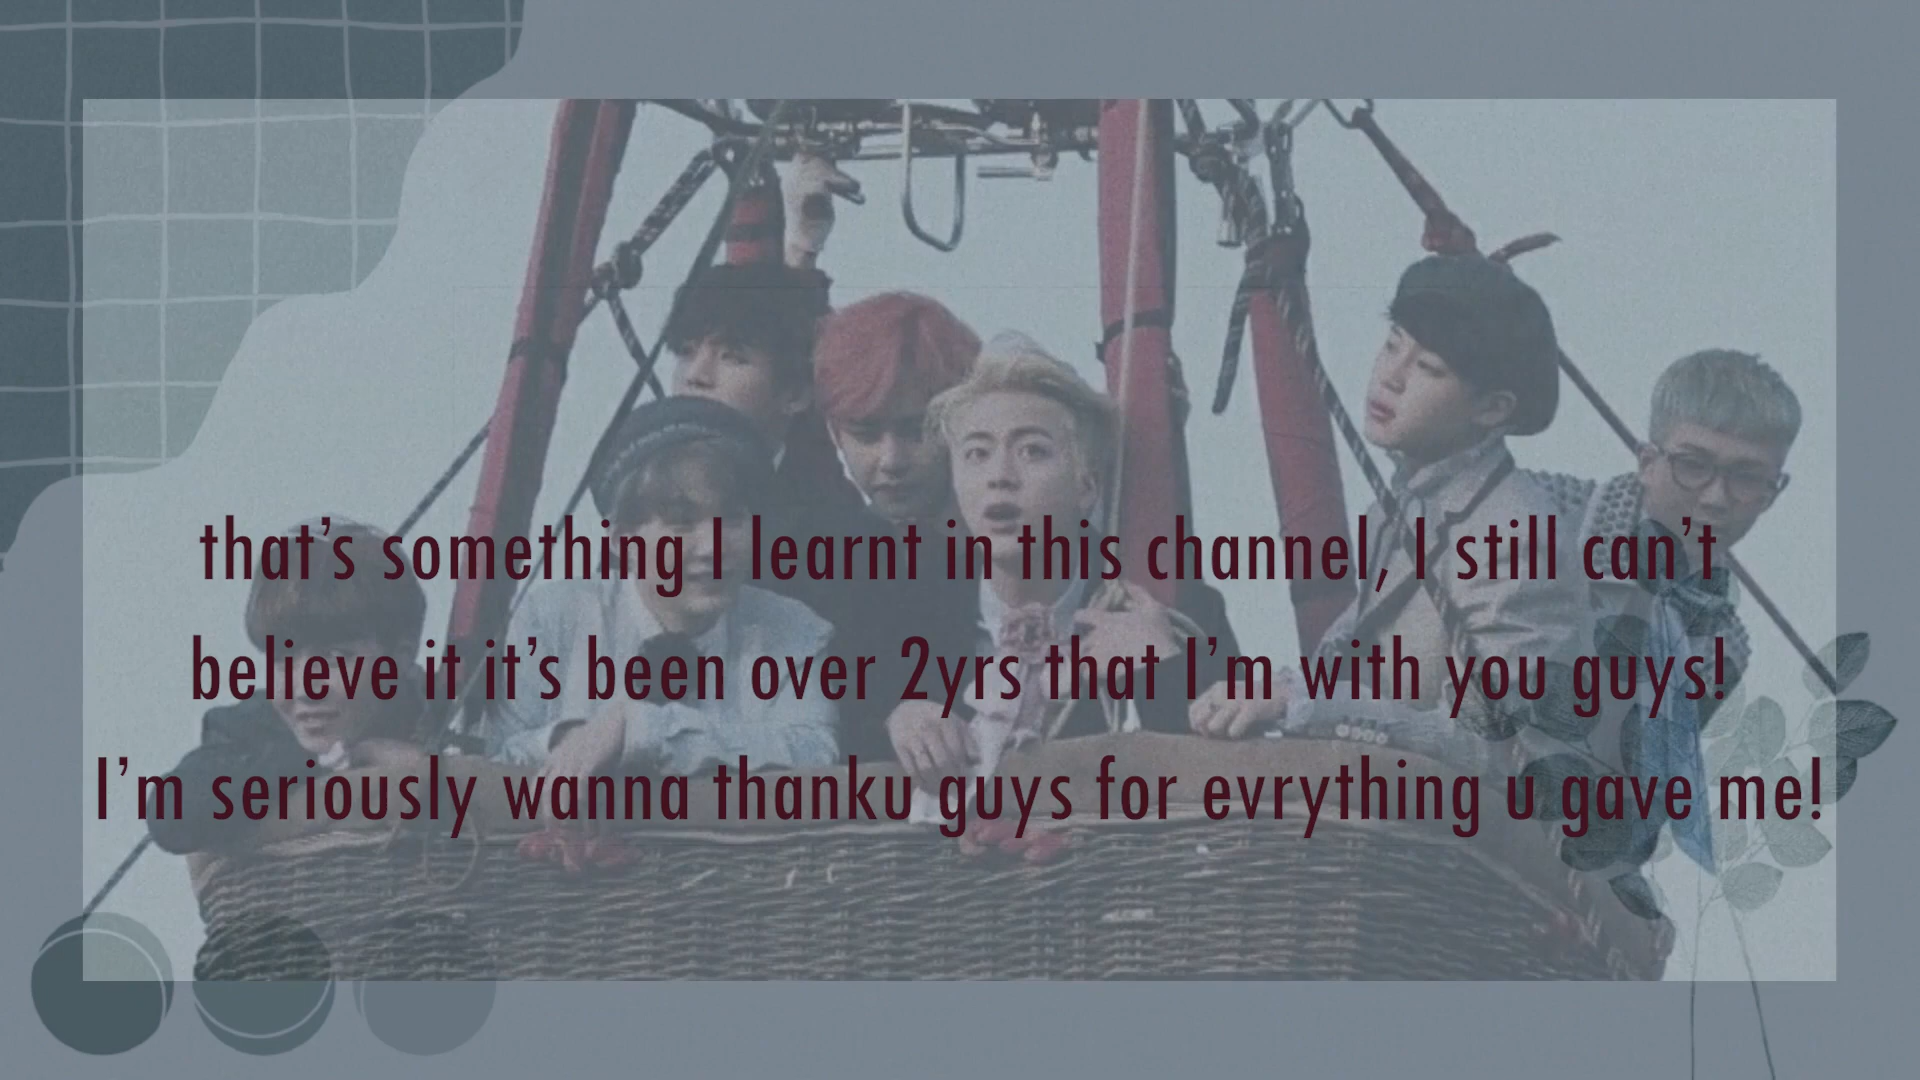 that’s something I learnt in this channel, I still can’t
believe it it’s been over 2yrs that I’m with you guys!
I’m seriously wanna thanku guys for evrything u gave me!